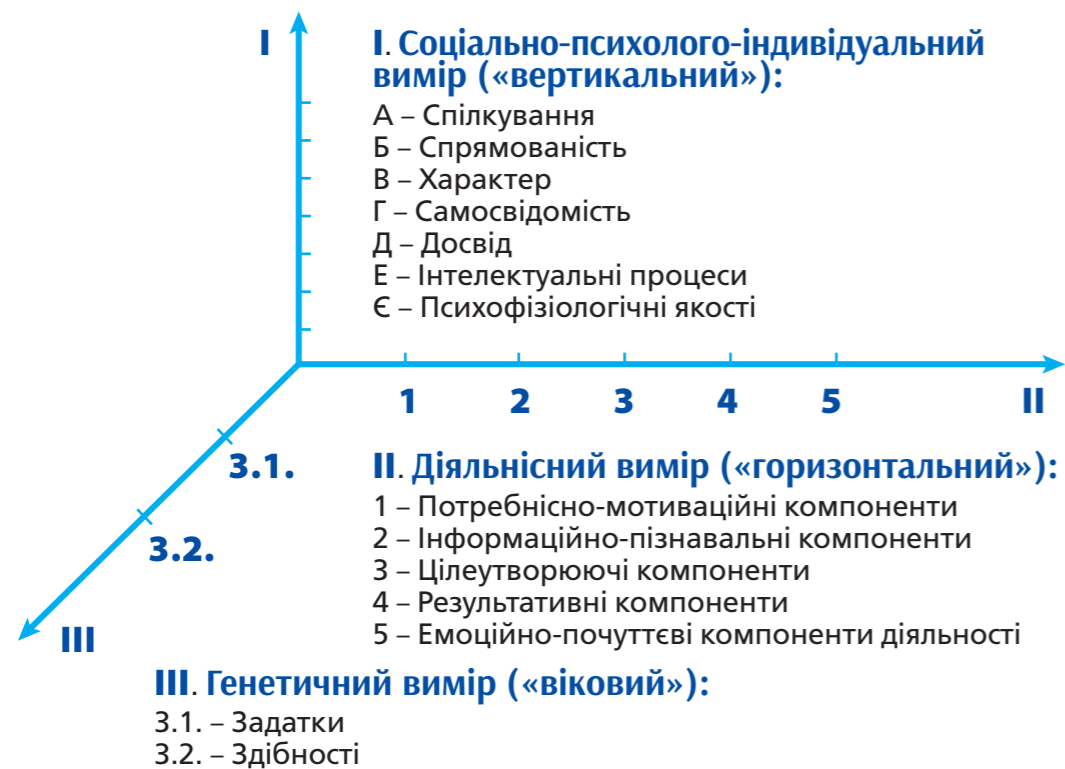 I
I. Соціально-психолого-індивідуальний
вимір («вертикальний»):
А – Спілкування
Б – Спрямованість
В – Характер
Г – Самосвідомість
Д – Досвід
Е – Інтелектуальні процеси
Є – Психофізіологічні якості
1 2 3 4 5 II
3.1.
3.2.
III
II. Діяльнісний вимір («горизонтальний»):
1 – Потребнісно-мотиваційні компоненти
2 – Інформаційно-пізнавальні компоненти
3 – Цілеутворюючі компоненти
4 – Результативні компоненти
5 – Емоційно-почуттєві компоненти діяльності
III. Генетичний вимір («віковий»):
3.1. – Задатки
3.2. – Здібності